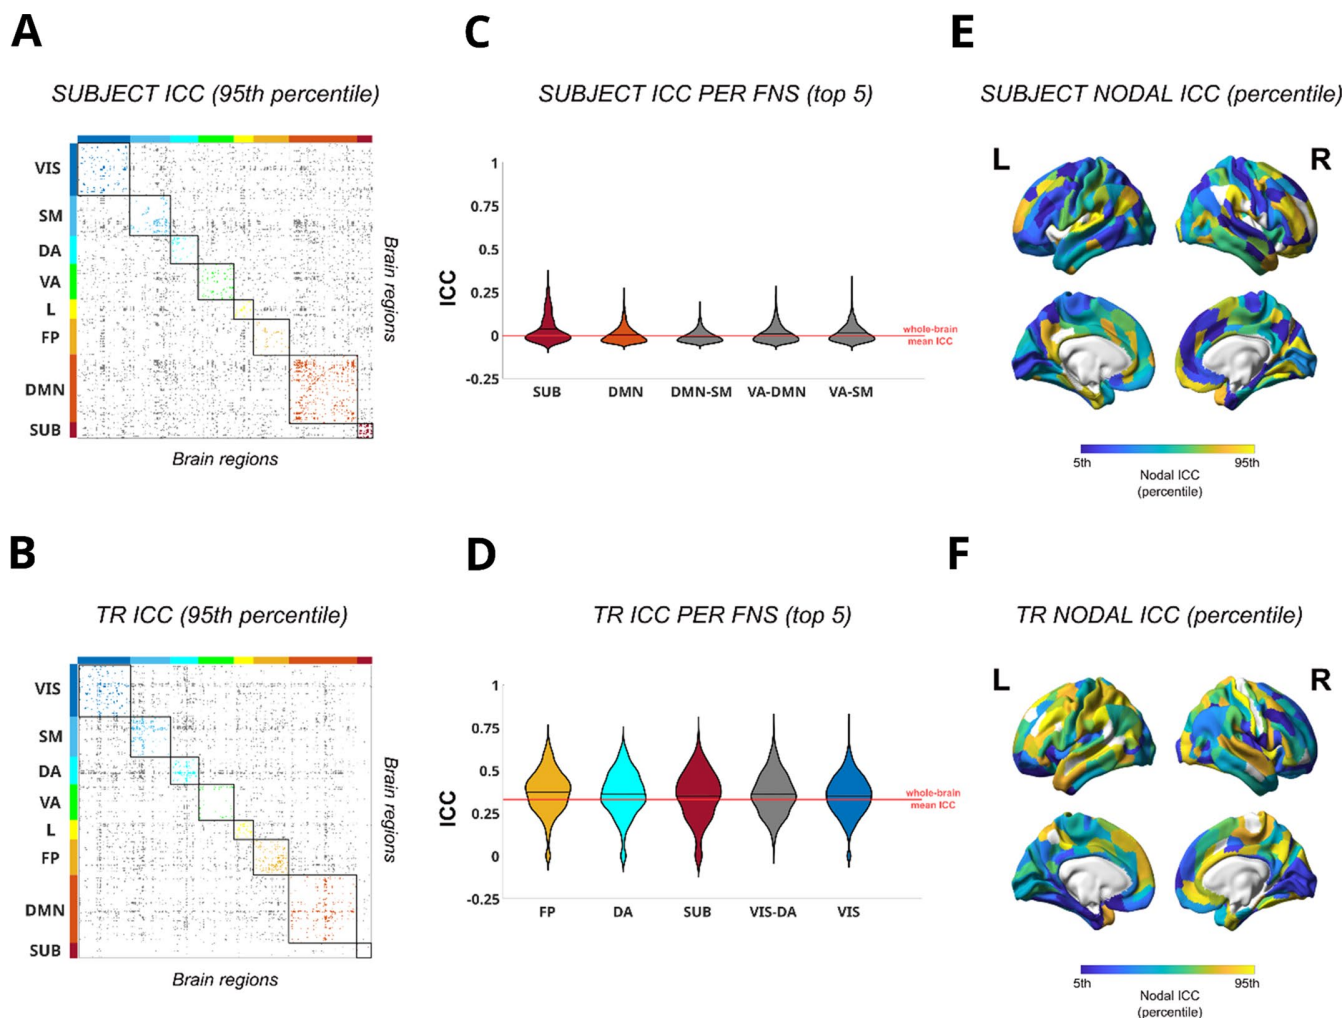 A
SUBJECT ICC (95th percentile)
VIS
SM
DA
VA
L
FP
DMN
SUB
Brain regions
Brain regions
C
SUBJECT ICC PER FNS (top 5)
1
0.75
0.5
0.25
0
-0.25
ICC
whole-brain
mean ICC
SUB DMN DMN-SM VA-DMN VA-SM
E
SUBJECT NODAL ICC (percentile)
L R
5th 95th
Nodal ICC
(percentile)
B
TR ICC (95th percentile)
VIS
SM
DA
VA
L
FP
DMN
SUB
Brain regions
Brain regions
D
TR ICC PER FNS (top 5)
1
0.75
0.5
0.25
0
-0.25
ICC
whole-brain
mean ICC
FP DA SUB VIS-DA VIS
F
TR NODAL ICC (percentile)
L R
5th 95th
Nodal ICC
(percentile)